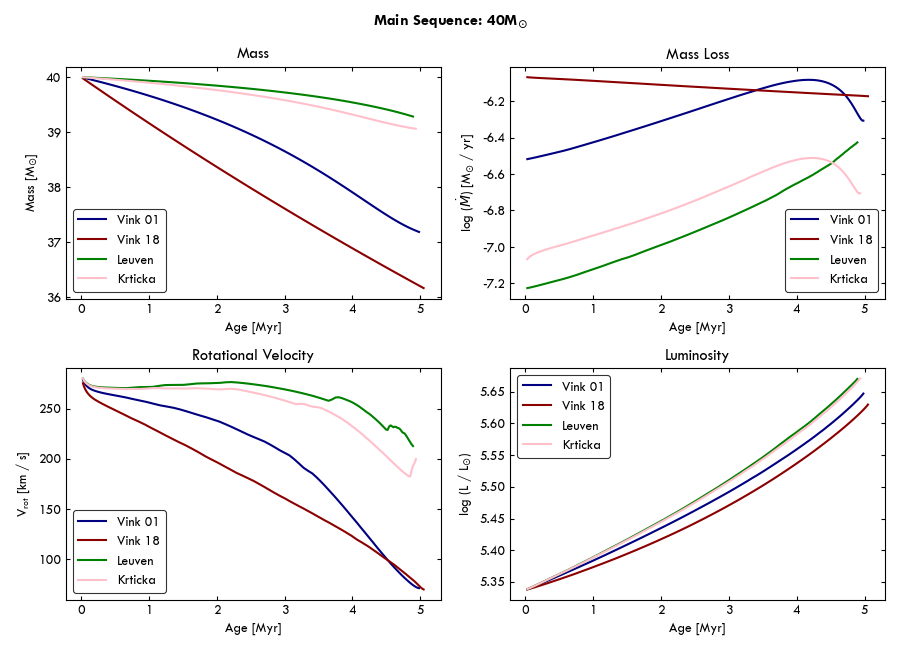 Main Sequence: 40M☉
Mass
Mass [M☉]
40
39
38
37
36
Vink 01
Vink 18
Leuven
Krticka
0 1 2 3 4 5
Age [Myr]
Mass Loss
log (Ṁ) [M☉ / yr]
-6.2
-6.4
-6.6
-6.8
-7.0
-7.2
Vink 01
Vink 18
Leuven
Krticka
0 1 2 3 4 5
Age [Myr]
Rotational Velocity
Vrot [km / s]
250
200
150
100
Vink 01
Vink 18
Leuven
Krticka
0 1 2 3 4 5
Age [Myr]
Luminosity
log (L / L☉)
5.65
5.60
5.55
5.50
5.45
5.40
5.35
Vink 01
Vink 18
Leuven
Krticka
0 1 2 3 4 5
Age [Myr]